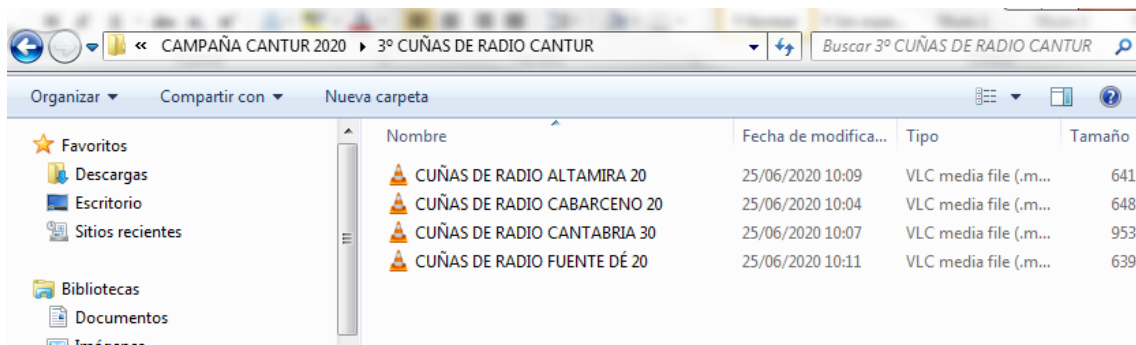 « CAMPAÑA CANTUR 2020 ▸ 3º CUÑAS DE RADIO CANTUR Buscar 3º CUÑAS DE RADIO CANTUR
Organizar Compartir con Nueva carpeta
Favoritos
Descargas
Escritorio
Sitios recientes
Bibliotecas
Documentos
Imágenes
Nombre Fecha de modifica... Tipo Tamaño
CUÑAS DE RADIO ALTAMIRA 20 25/06/2020 10:09 VLC media file (.m... 641
CUÑAS DE RADIO CABARCENO 20 25/06/2020 10:04 VLC media file (.m... 648
CUÑAS DE RADIO CANTABRIA 30 25/06/2020 10:07 VLC media file (.m... 953
CUÑAS DE RADIO FUENTE DÉ 20 25/06/2020 10:11 VLC media file (.m... 639